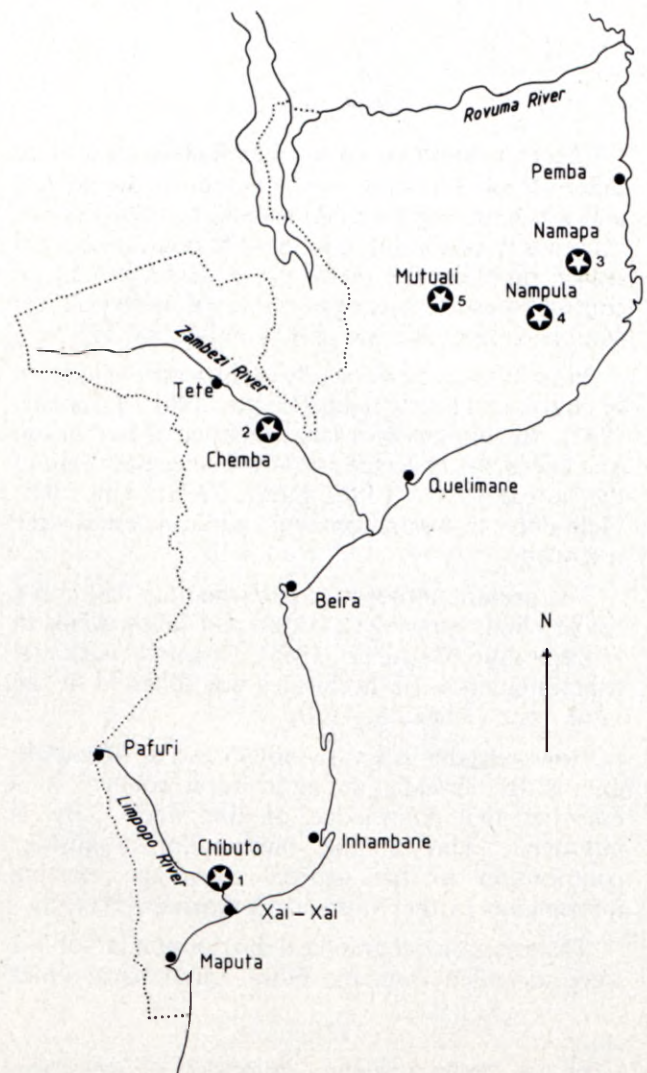 Rovuma River
Pemba
Namapa
3
Mutuali
5
Nampula
4
Zambezi River
Tete
2
Chemba
Quelimane
Beira
N
Pafuri
Limpopo River
Chibuto
1
Inhambane
Xai-Xai
Maputa